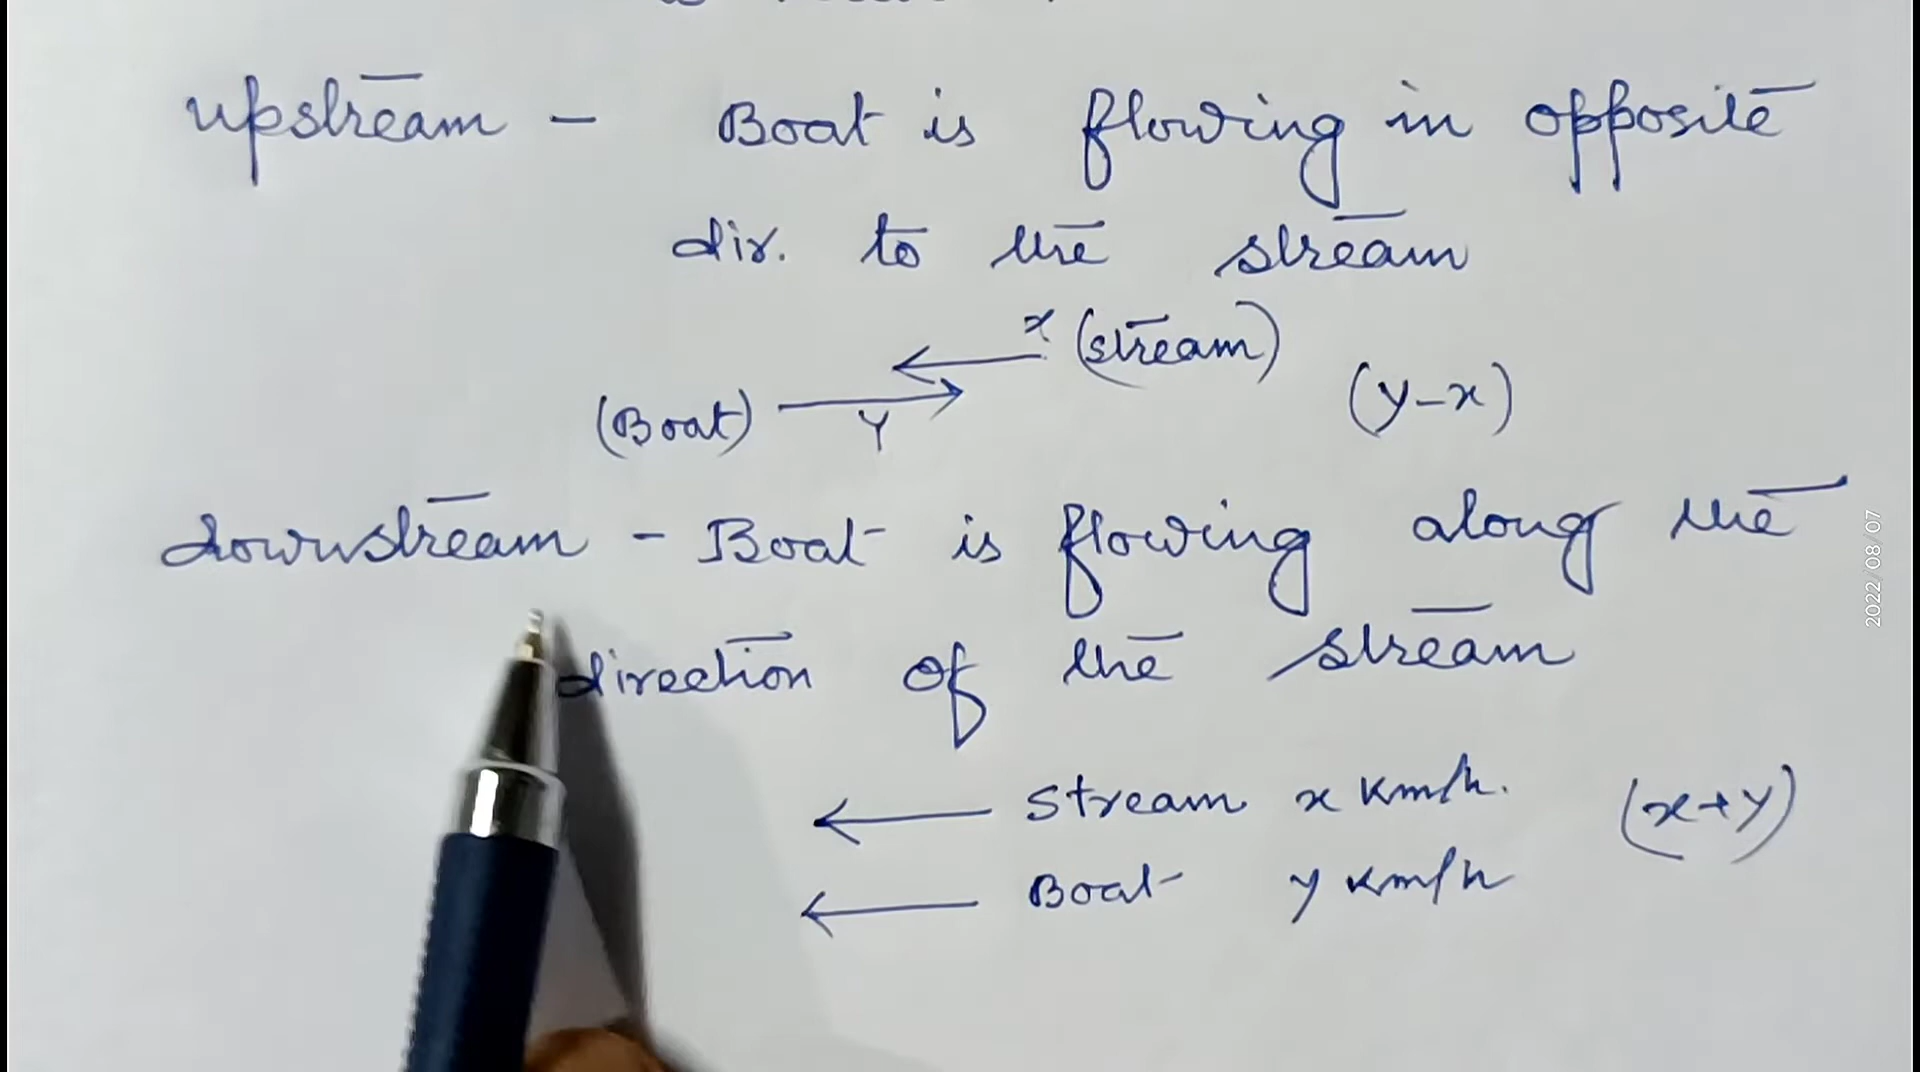 upstream - Boat is flowing in opposite
dir. to the stream
x (stream)
(Boat) Y (y-x)
downstream - Boat is flowing along the
direction of the stream
Stream x Km/h. (x+y)
Boat y Km/h
2022/08/07